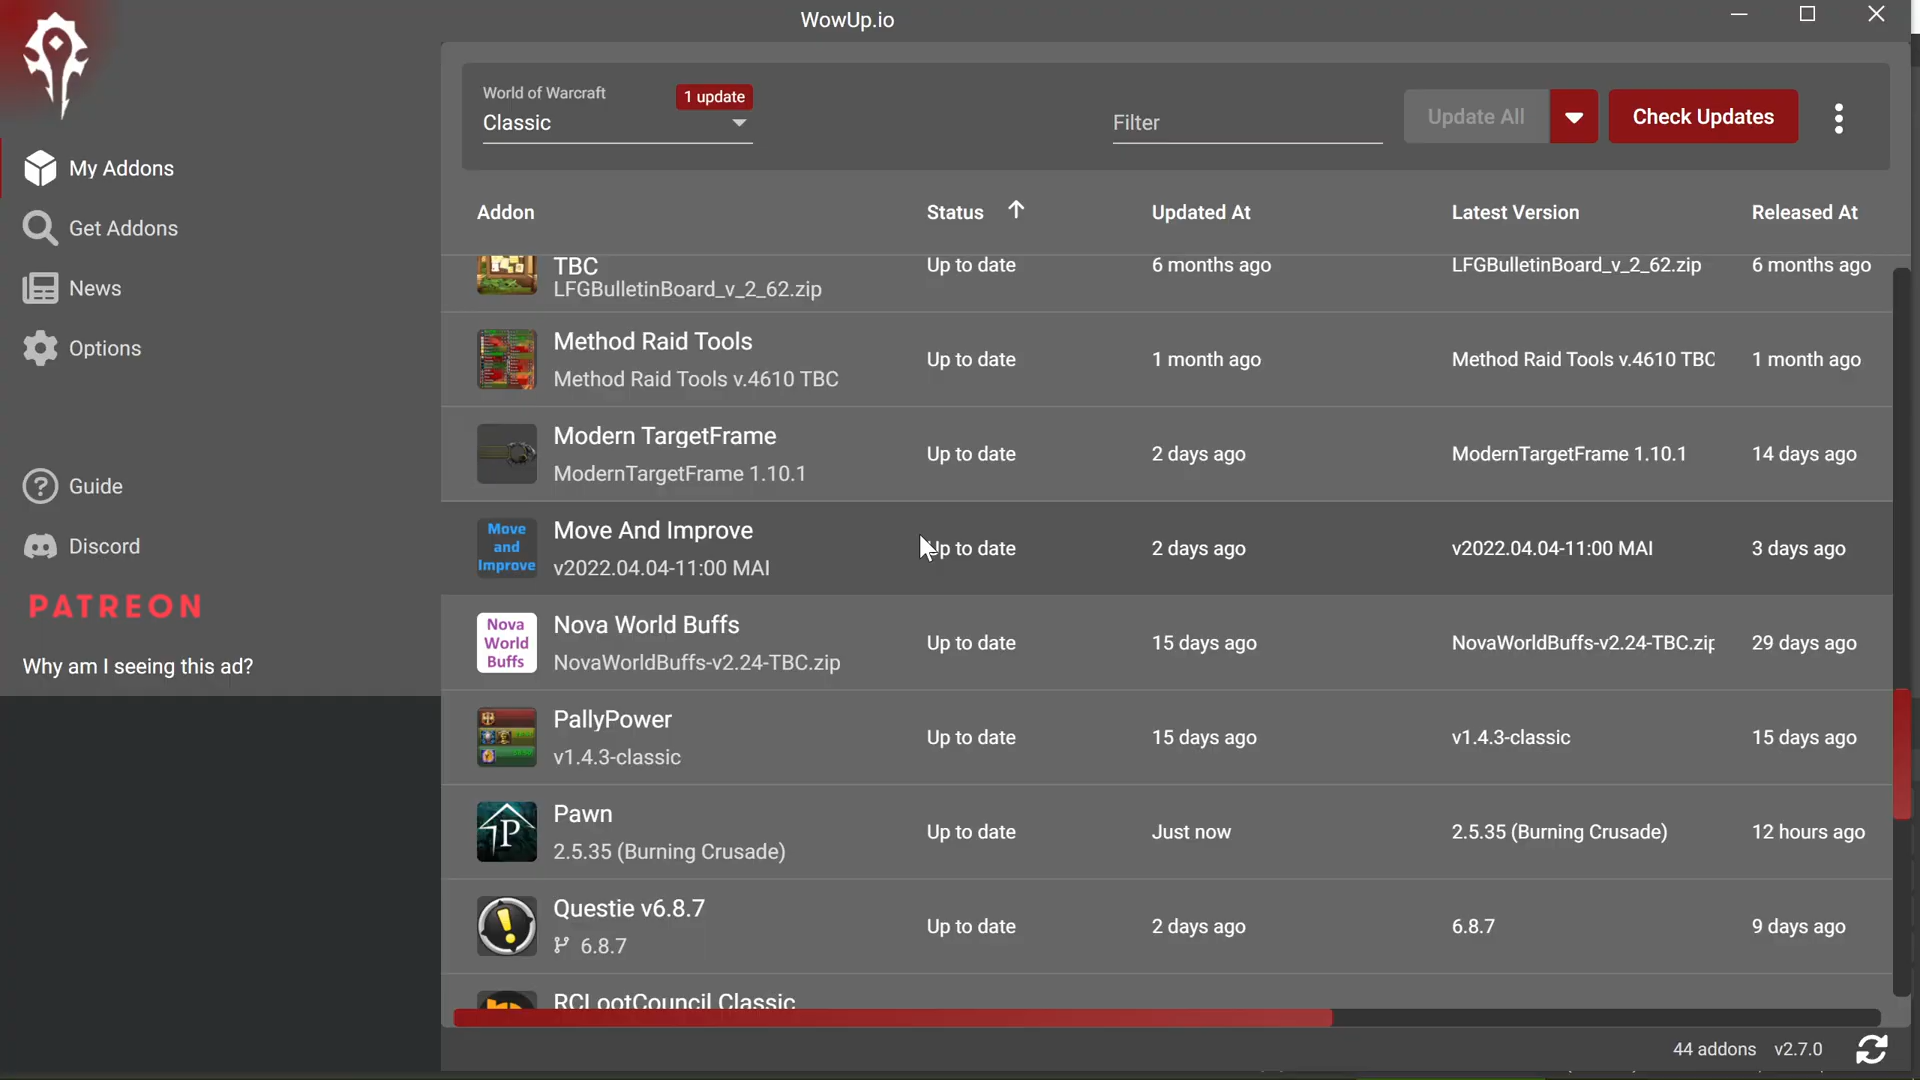 WowUp.io
World of Warcraft
1 update
Classic
Filter
Update All
Check Updates
My Addons
Get Addons
News
Options
Guide
Discord
PATREON
Why am I seeing this ad?
Addon Status Updated At Latest Version Released At
TBC
LFGBulletinBoard_v_2_62.zip
Up to date 6 months ago LFGBulletinBoard_v_2_62.zip 6 months ago
Method Raid Tools
Method Raid Tools v.4610 TBC
Up to date 1 month ago Method Raid Tools v.4610 TBC 1 month ago
Modern TargetFrame
ModernTargetFrame 1.10.1
Up to date 2 days ago ModernTargetFrame 1.10.1 14 days ago
Move
and
Improve
Move And Improve
v2022.04.04-11:00 MAI
Up to date 2 days ago v2022.04.04-11:00 MAI 3 days ago
Nova
World
Buffs
Nova World Buffs
NovaWorldBuffs-v2.24-TBC.zip
Up to date 15 days ago NovaWorldBuffs-v2.24-TBC.zip 29 days ago
PallyPower
v1.4.3-classic
Up to date 15 days ago v1.4.3-classic 15 days ago
P
Pawn
2.5.35 (Burning Crusade)
Up to date Just now 2.5.35 (Burning Crusade) 12 hours ago
Questie v6.8.7
6.8.7
Up to date 2 days ago 6.8.7 9 days ago
RCLootCouncil Classic
44 addons v2.7.0